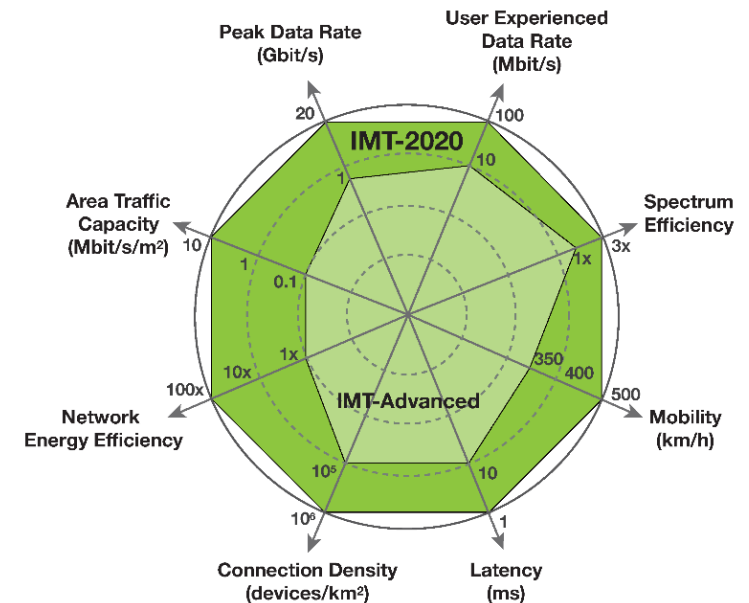 User Experienced
Data Rate
(Mbit/s)
Peak Data Rate
(Gbit/s)
20
100
IMT-2020
10
1
Area Traffic
Capacity
(Mbit/s/m²)
Spectrum
Efficiency
10
1
0.1
3x
1x
1x
10x
100x
350
400
500
IMT-Advanced
Network
Energy Efficiency
Mobility
(km/h)
10⁵
10
10⁶
1
Connection Density
(devices/km²)
Latency
(ms)